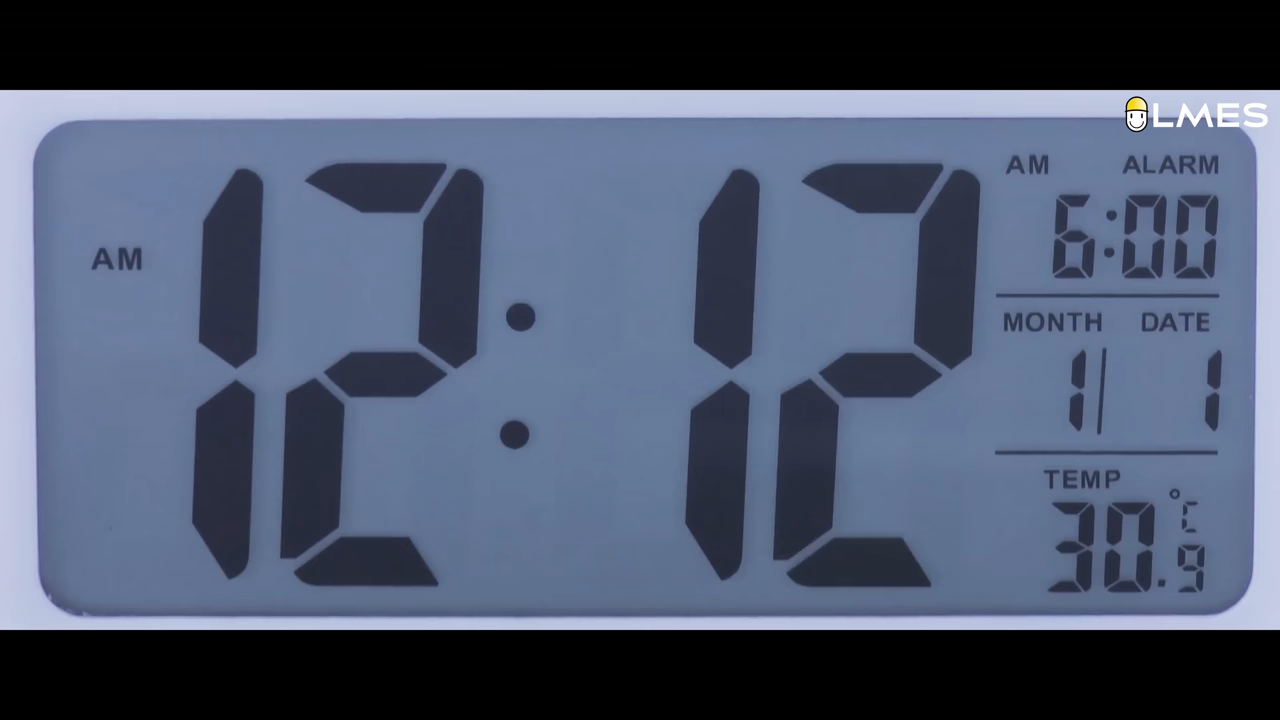 LMES
AM 12:12
AM ALARM
6:00
MONTH DATE
1/ 1
TEMP
30.9 °C